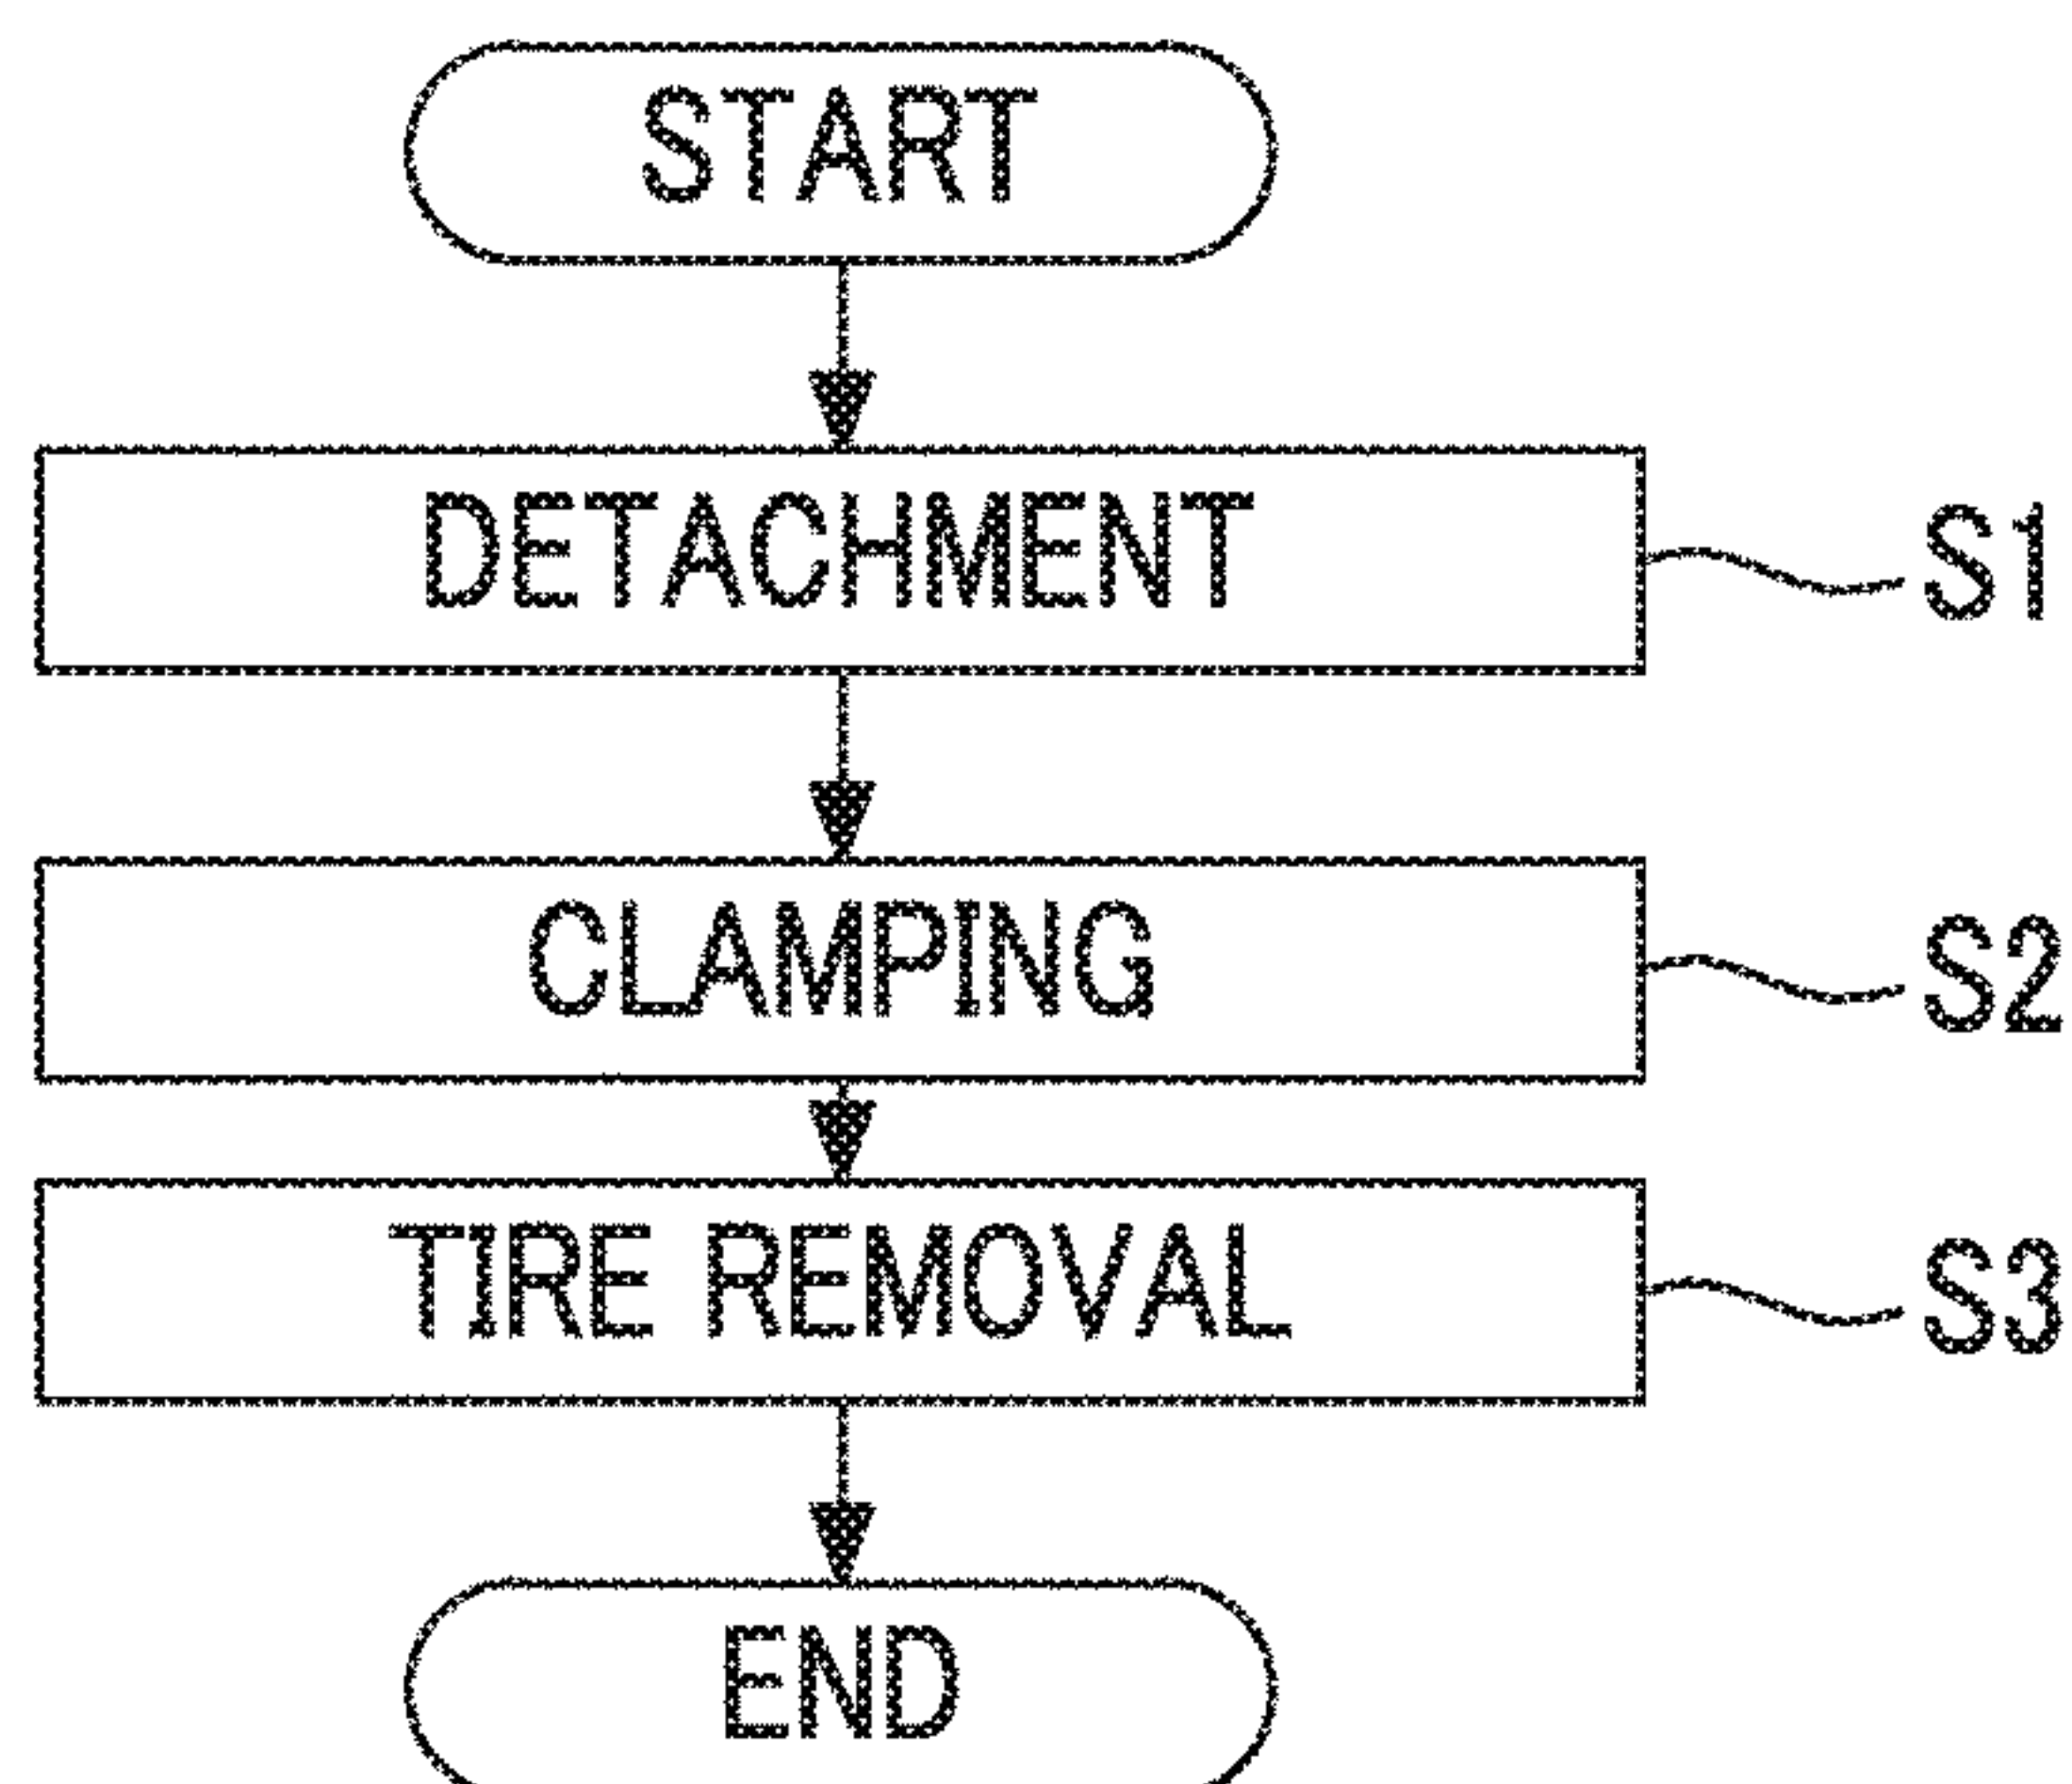 START
DETACHMENT
S1
CLAMPING
S2
TIRE REMOVAL
S3
END